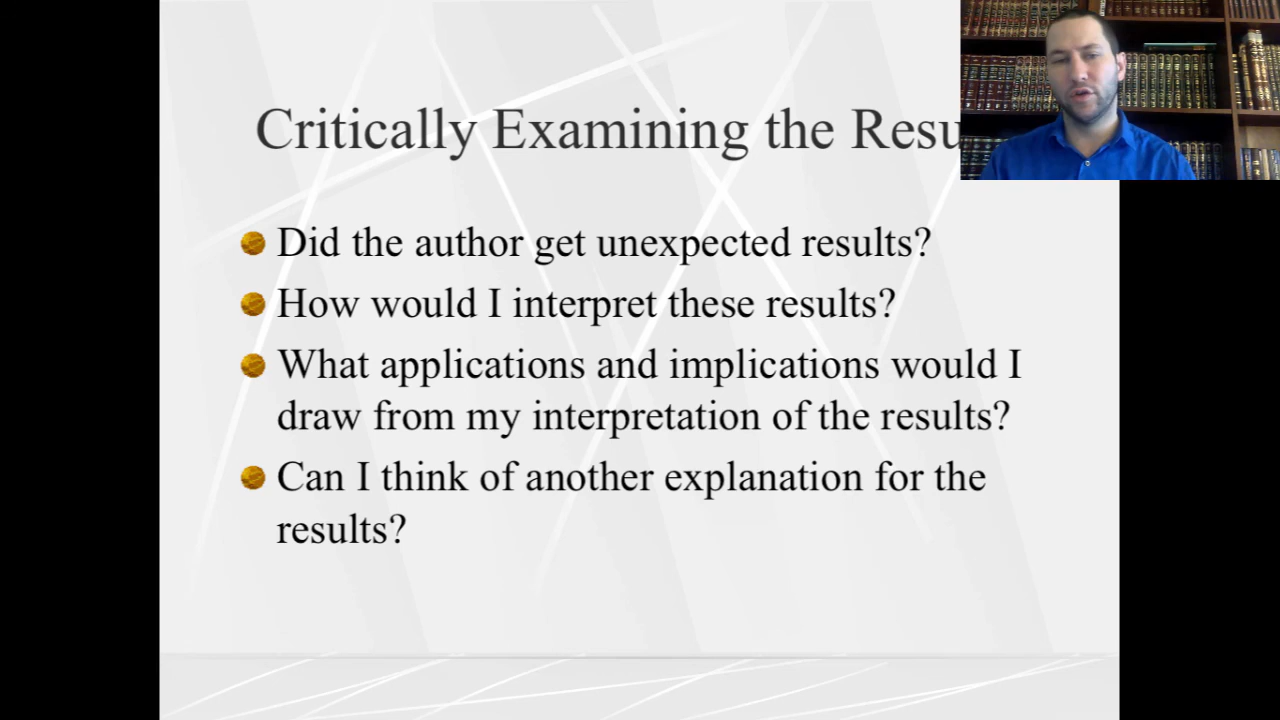 Critically Examining the Resu
Did the author get unexpected results?
How would I interpret these results?
What applications and implications would I
draw from my interpretation of the results?
Can I think of another explanation for the
results?